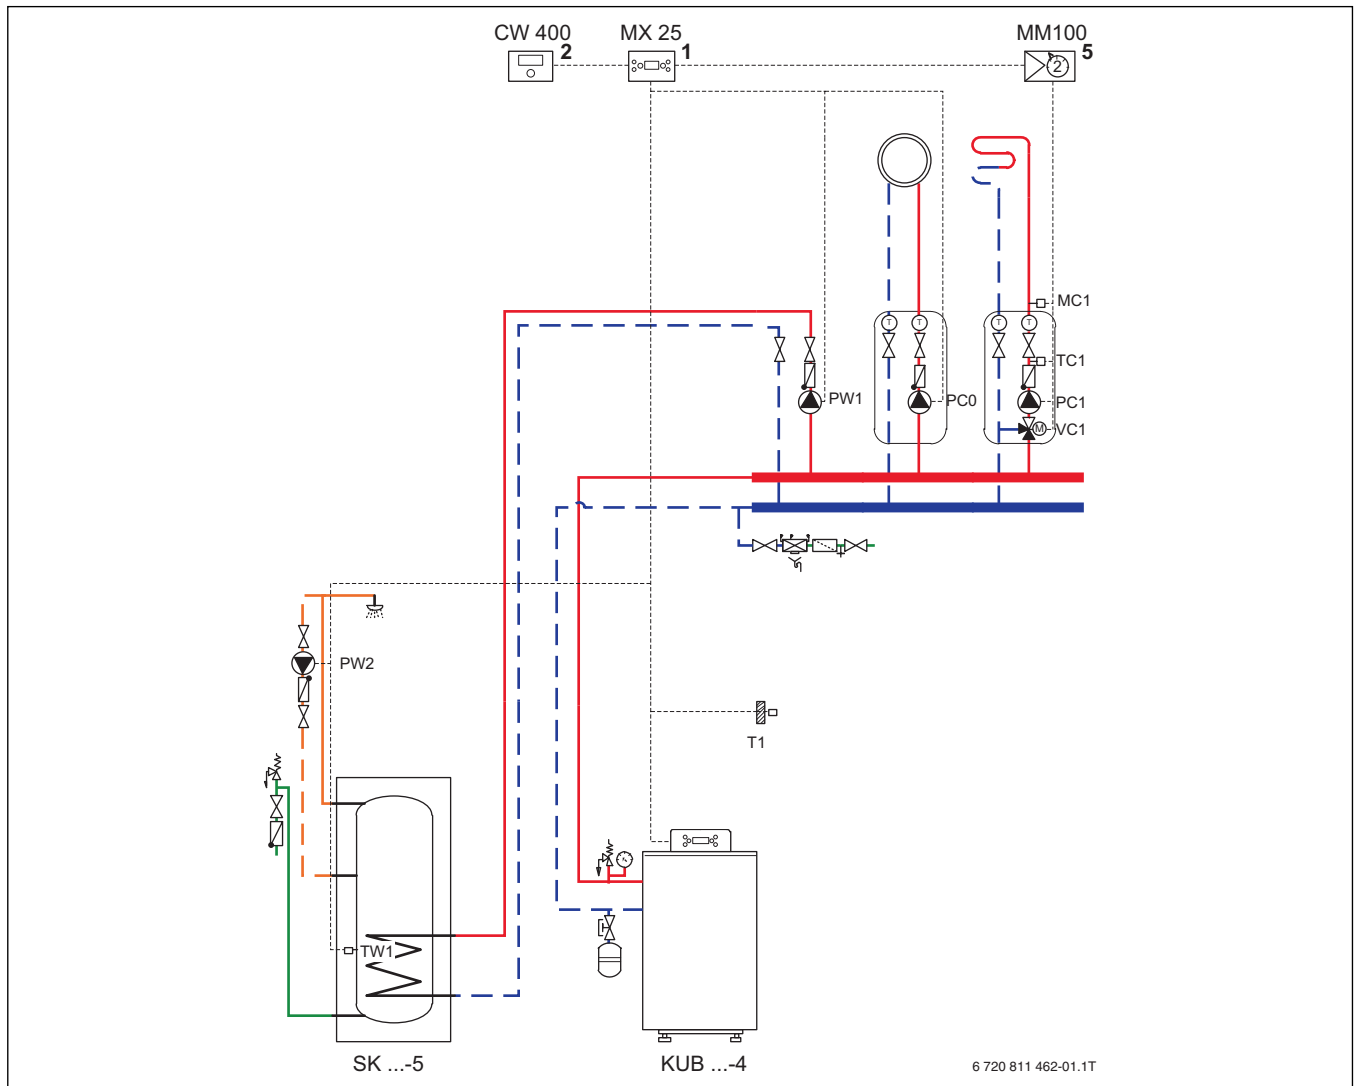 CW 400
2
MX 25
1
MM100
5
2
MC1
T
T
T
T
TC1
PW1
PC0
PC1
M
VC1
PW2
T1
TW1
SK ...-5
KUB ...-4
6 720 811 462-01.1T